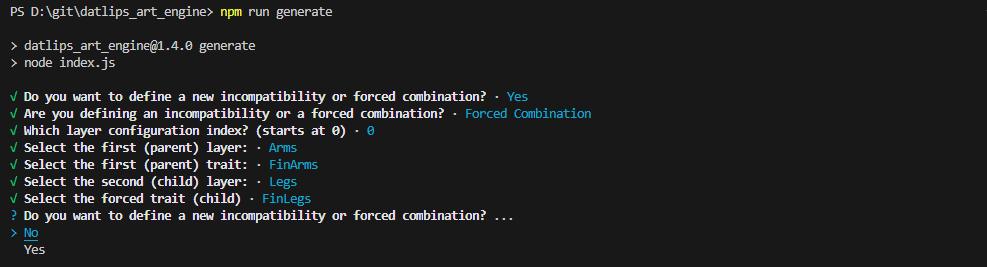 PS D:\git\datlips_art_engine> npm run generate
> datlips_art_engine@1.4.0 generate
> node index.js
√ Do you want to define a new incompatibility or forced combination? · Yes
√ Are you defining an incompatibility or a forced combination? · Forced Combination
√ Which layer configuration index? (starts at 0) · 0
√ Select the first (parent) layer: · Arms
√ Select the first (parent) trait: · FinArms
√ Select the second (child) layer: · Legs
√ Select the forced trait (child) · FinLegs
? Do you want to define a new incompatibility or forced combination? ...
> No
Yes